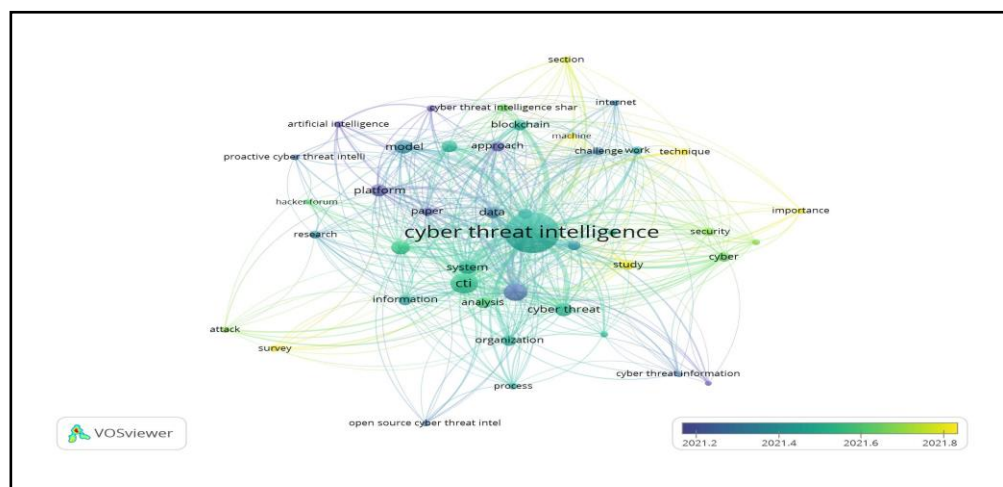 section
internet
cyber threat intelligence shar
artificial intelligence
blockchain
machine
model
approach
challenge
work
technique
proactive cyber threat intelli
platform
hacker forum
paper
data
importance
research
cyber threat intelligence
security
cyber
system
study
cti
information
analysis
cyber threat
attack
organization
survey
cyber threat information
process
open source cyber threat intel
VOSviewer
2021.2 2021.4 2021.6 2021.8